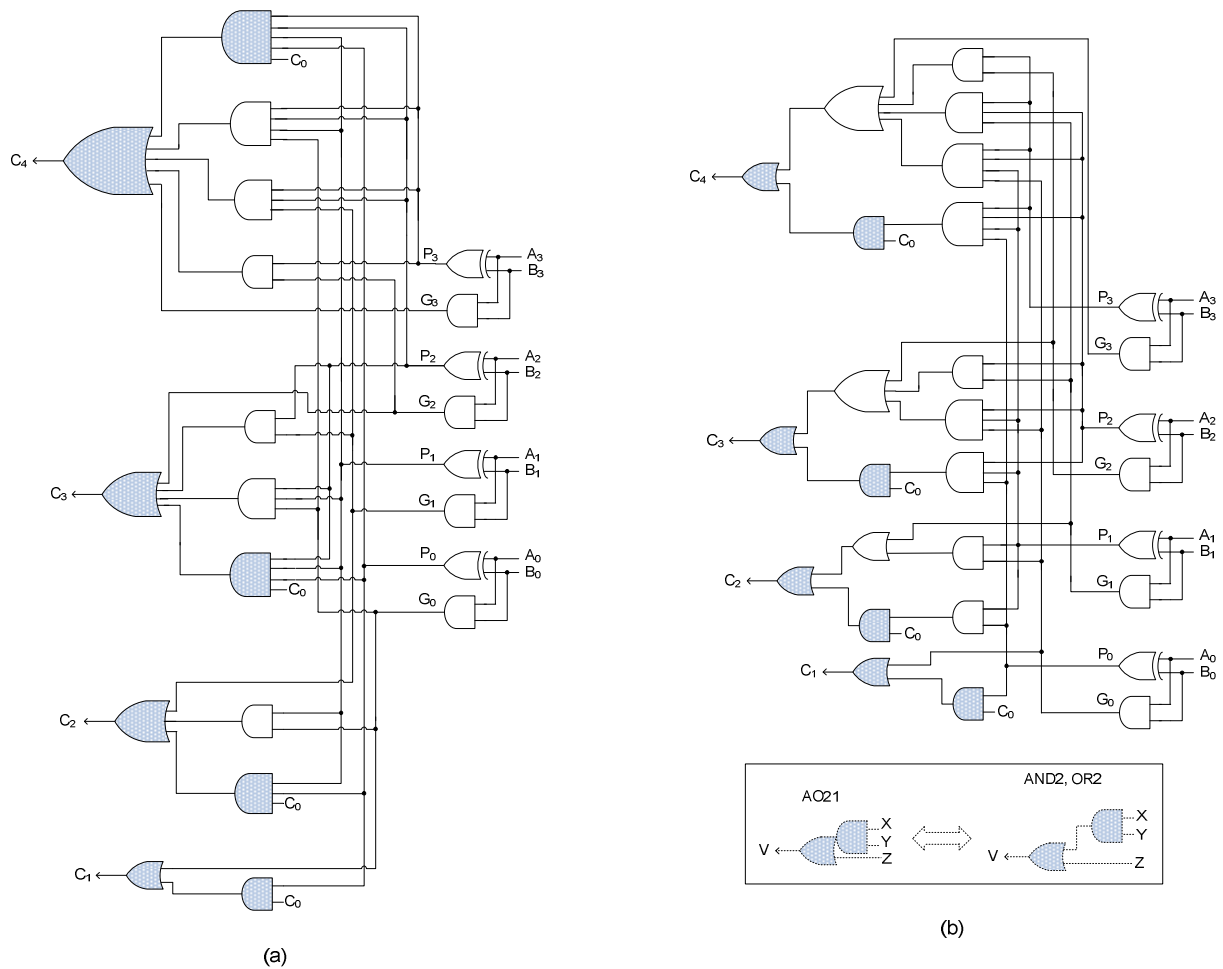 C0
C4
P3
A3
B3
G3
P2
A2
B2
G2
P1
A1
B1
C3
G1
P0
A0
B0
C0
G0
C2
C0
C1
C0
(a)
C4
C0
P3
A3
B3
G3
P2
A2
B2
C3
G2
C0
P1
A1
B1
C2
G1
C0
P0
A0
B0
C1
G0
C0
AO21
AND2, OR2
X
Y
V
Z
X
Y
V
Z
(b)